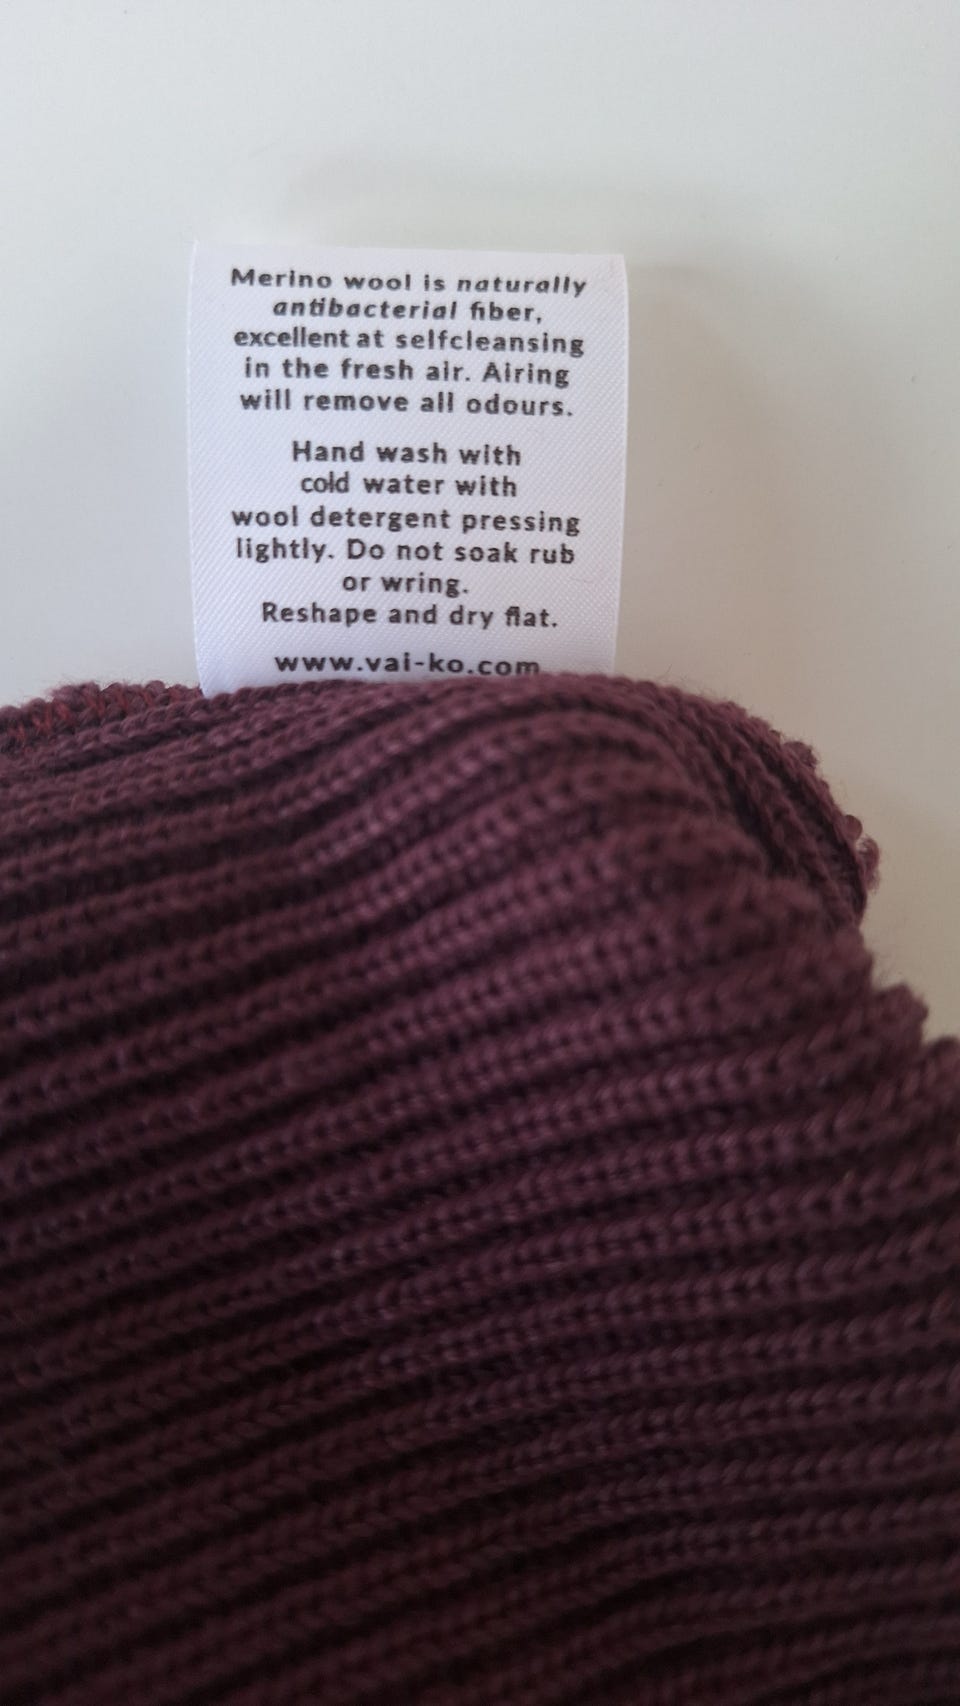 Merino wool is naturally
antibacterial fiber,
excellent at selfcleansing
in the fresh air. Airing
will remove all odours.
Hand wash with
cold water with
wool detergent pressing
lightly. Do not soak rub
or wring.
Reshape and dry flat.
www.vai-ko.com